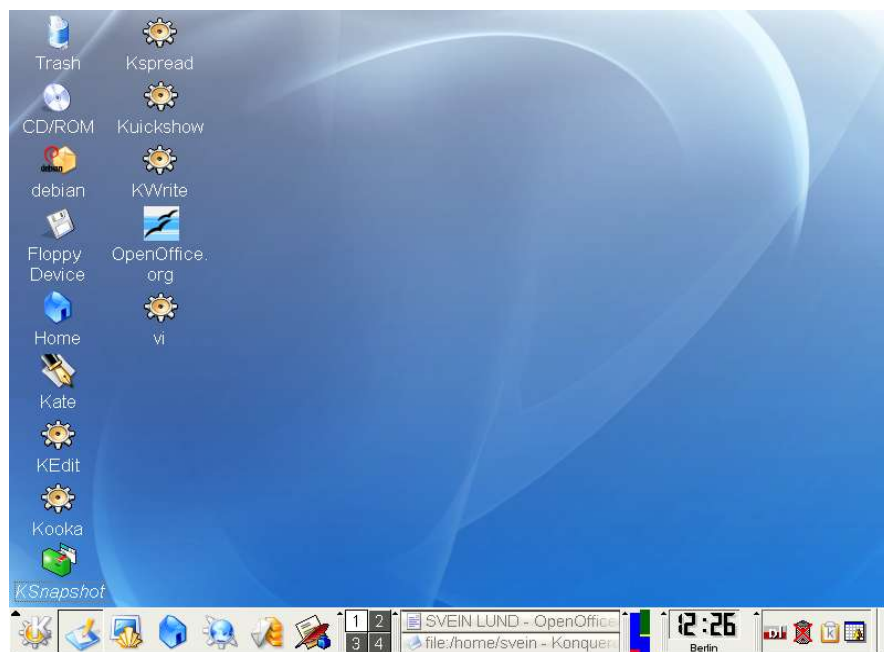 Trash
Kspread
CD/ROM
Kuickshow
debian
debian
KWrite
Floppy
Device
OpenOffice.
org
Home
vi
Kate
KEdit
Kooka
KSnapshot
1 2
3 4
SVEIN LUND - OpenOffice
file:/home/svein - Konquer
12:26
Berlin